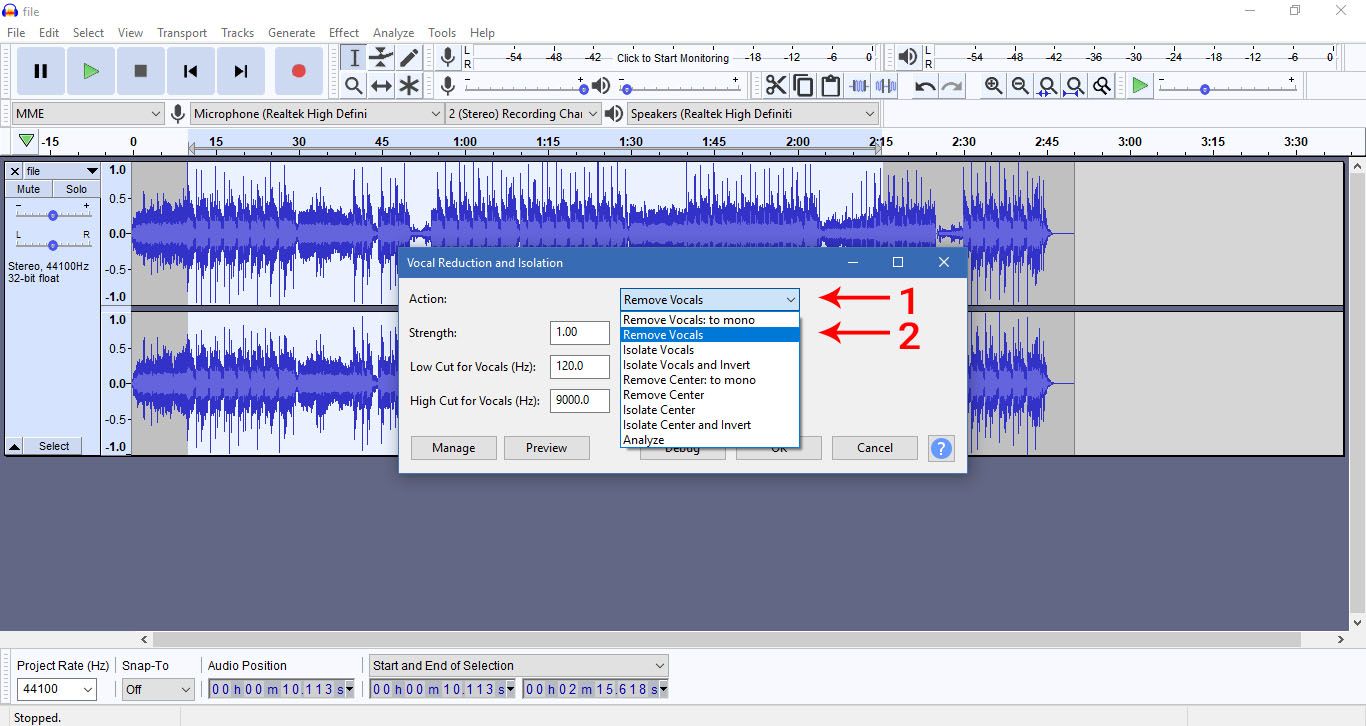 file
File Edit Select View Transport Tracks Generate Effect Analyze Tools Help
L R -54 -48 -42 Click to Start Monitoring -18 -12 -6 0 L R -54 -48 -42 -36 -30 -24 -18 -12 -6 0
- + - + - +
MME Microphone (Realtek High Defini 2 (Stereo) Recording Chai Speakers (Realtek High Definiti
-15 0 15 30 45 1:00 1:15 1:30 1:45 2:00 2:15 2:30 2:45 3:00 3:15 3:30
file 1.0
Mute Solo
- + 0.5
L R 0.0
Stereo, 44100Hz
32-bit float
-0.5
-1.0
1.0
0.5
0.0
-0.5
Select -1.0
Vocal Reduction and Isolation
Action: Remove Vocals 1
Remove Vocals: to mono
Strength: 1.00 Remove Vocals 2
Isolate Vocals
Low Cut for Vocals (Hz): 120.0 Isolate Vocals and Invert
Remove Center: to mono
Remove Center
High Cut for Vocals (Hz): 9000.0 Isolate Center
Isolate Center and Invert
Analyze
Manage Preview Debug OK Cancel ?
Project Rate (Hz) Snap-To Audio Position Start and End of Selection
44100 Off 00 h 00 m 10.113 s 00 h 00 m 10.113 s 00 h 02 m 15.618 s
Stopped.